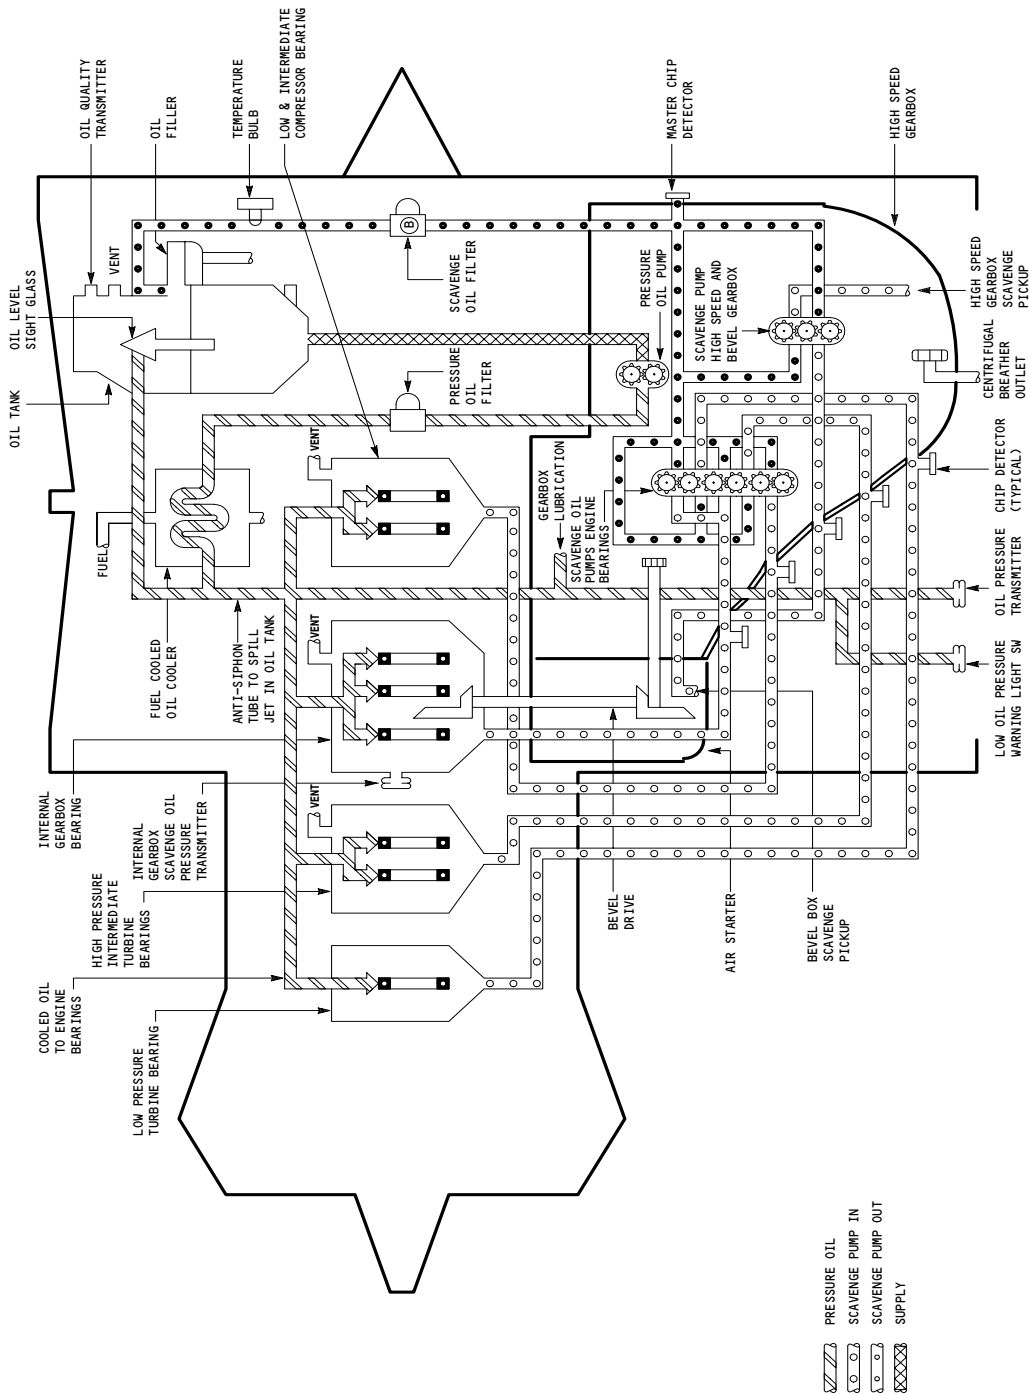 OIL QUALITY
TRANSMITTER
OIL
FILLER
TEMPERATURE
BULB
LOW & INTERMEDIATE
COMPRESSOR BEARING
MASTER CHIP
DETECTOR
HIGH SPEED
GEARBOX
OIL LEVEL
SIGHT GLASS
VENT
OIL TANK
SCAVENGE
OIL FILTER
B
PRESSURE
OIL PUMP
SCAVENGE PUMP
HIGH SPEED AND
BEVEL GEARBOX
HIGH SPEED
GEARBOX
SCAVENGE
PICKUP
PRESSURE
OIL
FILTER
CENTRIFUGAL
BREATHER
OUTLET
VENT
FUEL
GEARBOX
LUBRICATION
SCAVENGE OIL
PUMPS ENGINE
BEARINGS
CHIP DETECTOR
(TYPICAL)
OIL PRESSURE
TRANSMITTER
FUEL COOLED
OIL COOLER
ANTI-SIPHON
TUBE TO SPILL
JET IN OIL TANK
VENT
LOW OIL PRESSURE
WARNING LIGHT SW
INTERNAL
GEARBOX
BEARING
INTERNAL
GEARBOX
SCAVENGE OIL
PRESSURE
TRANSMITTER
VENT
HIGH PRESSURE
INTERMEDIATE
TURBINE
BEARINGS
BEVEL
DRIVE
AIR STARTER
BEVEL BOX
SCAVENGE
PICKUP
COOLED OIL
TO ENGINE
BEARINGS
LOW PRESSURE
TURBINE BEARING
PRESSURE OIL
SCAVENGE PUMP IN
SCAVENGE PUMP OUT
SUPPLY